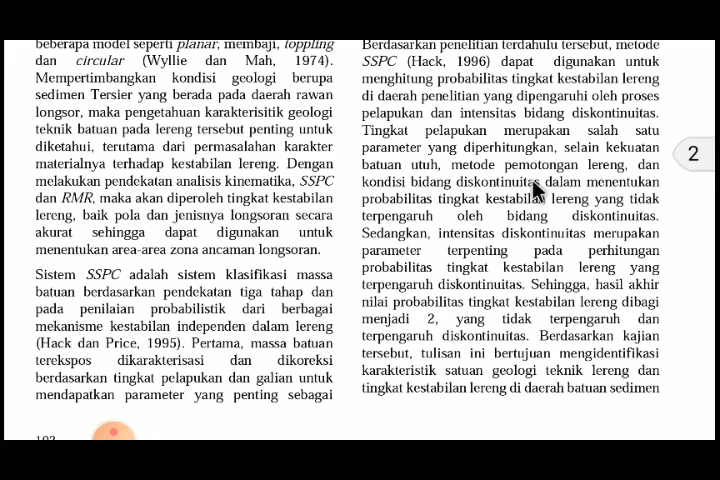 beberapa model seperti planar, membaji, toppling
dan circular (Wyllie dan Mah, 1974).
Mempertimbangkan kondisi geologi berupa
sedimen Tersier yang berada pada daerah rawan
longsor, maka pengetahuan karakterisitik geologi
teknik batuan pada lereng tersebut penting untuk
diketahui, terutama dari permasalahan karakter
materialnya terhadap kestabilan lereng. Dengan
melakukan pendekatan analisis kinematika, SSPC
dan RMR, maka akan diperoleh tingkat kestabilan
lereng, baik pola dan jenisnya longsoran secara
akurat sehingga dapat digunakan untuk
menentukan area-area zona ancaman longsoran.
Sistem SSPC adalah sistem klasifikasi massa
batuan berdasarkan pendekatan tiga tahap dan
pada penilaian probabilistik dari berbagai
mekanisme kestabilan independen dalam lereng
(Hack dan Price, 1995). Pertama, massa batuan
terekspos dikarakterisasi dan dikoreksi
berdasarkan tingkat pelapukan dan galian untuk
mendapatkan parameter yang penting sebagai
Berdasarkan penelitian terdahulu tersebut, metode
SSPC (Hack, 1996) dapat digunakan untuk
menghitung probabilitas tingkat kestabilan lereng
di daerah penelitian yang dipengaruhi oleh proses
pelapukan dan intensitas bidang diskontinuitas.
Tingkat pelapukan merupakan salah satu
parameter yang diperhitungkan, selain kekuatan
batuan utuh, metode pemotongan lereng, dan
kondisi bidang diskontinuitas dalam menentukan
probabilitas tingkat kestabilan lereng yang tidak
terpengaruh oleh bidang diskontinuitas.
Sedangkan, intensitas diskontinuitas merupakan
parameter terpenting pada perhitungan
probabilitas tingkat kestabilan lereng yang
terpengaruh diskontinuitas. Sehingga, hasil akhir
nilai probabilitas tingkat kestabilan lereng dibagi
menjadi 2, yang tidak terpengaruh dan
terpengaruh diskontinuitas. Berdasarkan kajian
tersebut, tulisan ini bertujuan mengidentifikasi
karakteristik satuan geologi teknik lereng dan
tingkat kestabilan lereng di daerah batuan sedimen
2